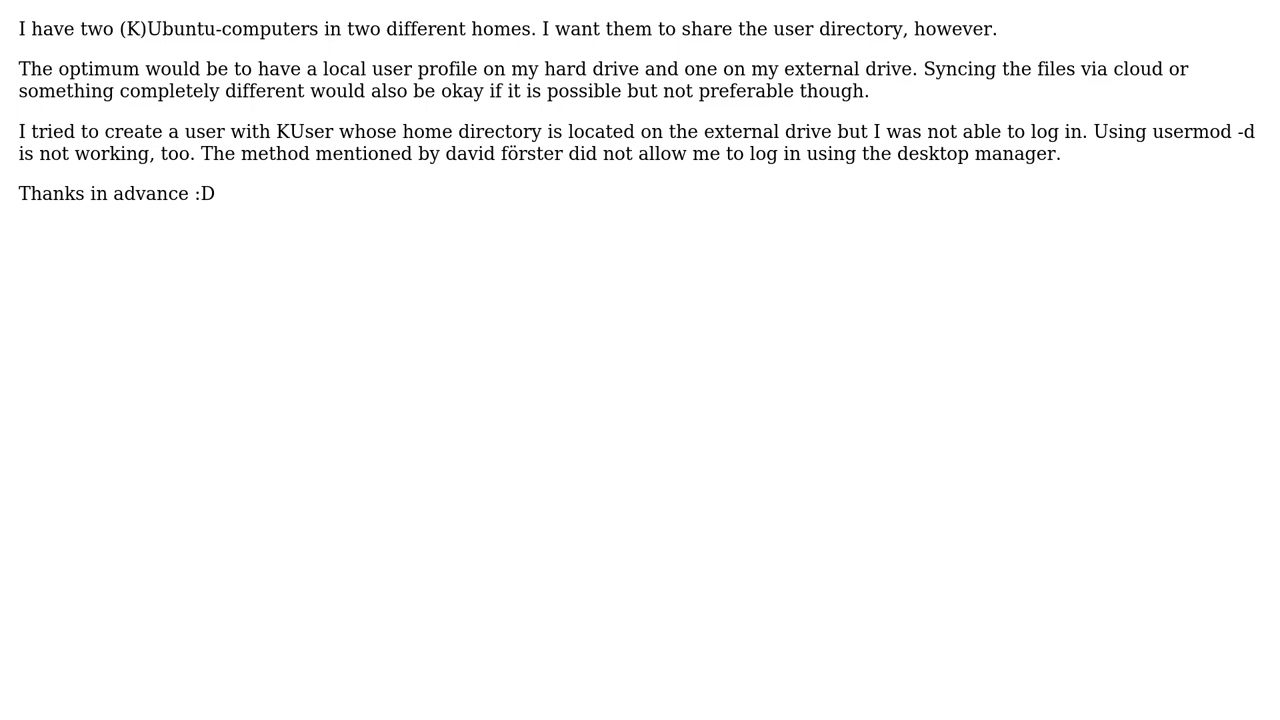 I have two (K)Ubuntu-computers in two different homes. I want them to share the user directory, however.
The optimum would be to have a local user profile on my hard drive and one on my external drive. Syncing the files via cloud or
something completely different would also be okay if it is possible but not preferable though.
I tried to create a user with KUser whose home directory is located on the external drive but I was not able to log in. Using usermod -d
is not working, too. The method mentioned by david förster did not allow me to log in using the desktop manager.
Thanks in advance :D